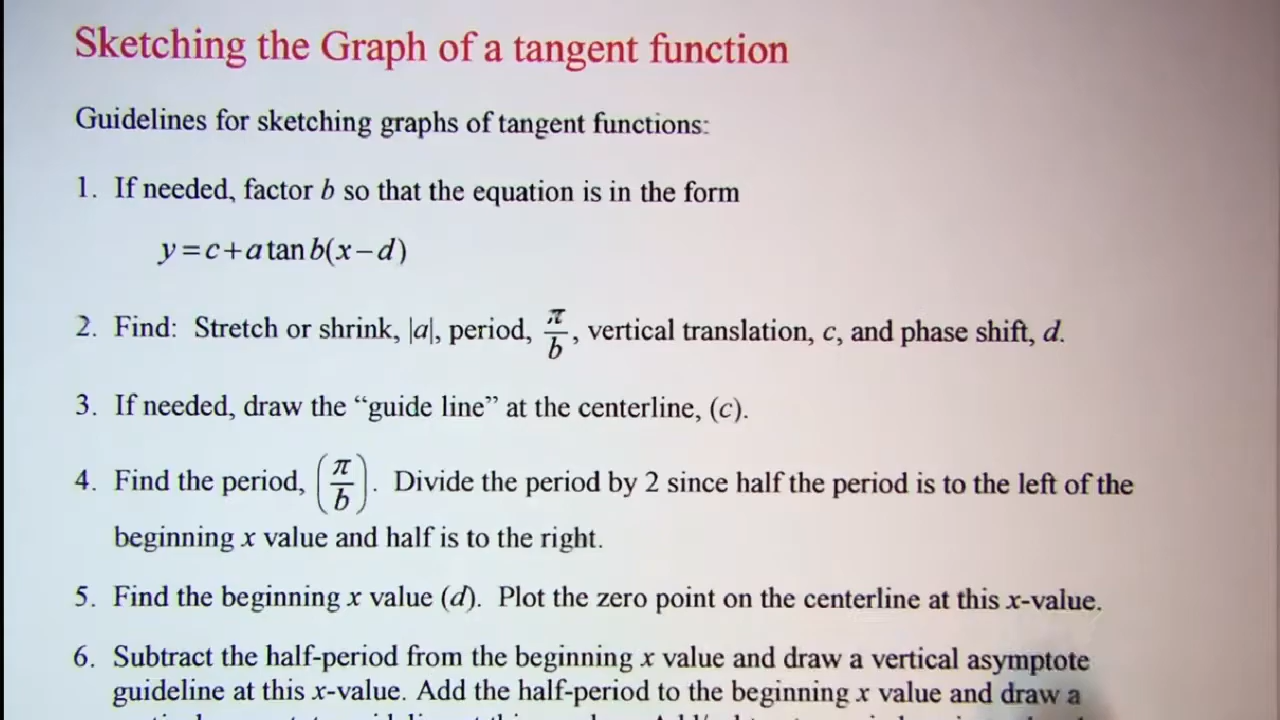 Sketching the Graph of a tangent function
Guidelines for sketching graphs of tangent functions:
1. If needed, factor b so that the equation is in the form
y=c+a tan b(x−d)
2. Find: Stretch or shrink, |a|, period, π/b, vertical translation, c, and phase shift, d.
3. If needed, draw the “guide line” at the centerline, (c).
4. Find the period, (π/b). Divide the period by 2 since half the period is to the left of the
beginning x value and half is to the right.
5. Find the beginning x value (d). Plot the zero point on the centerline at this x-value.
6. Subtract the half-period from the beginning x value and draw a vertical asymptote
guideline at this x-value. Add the half-period to the beginning x value and draw a